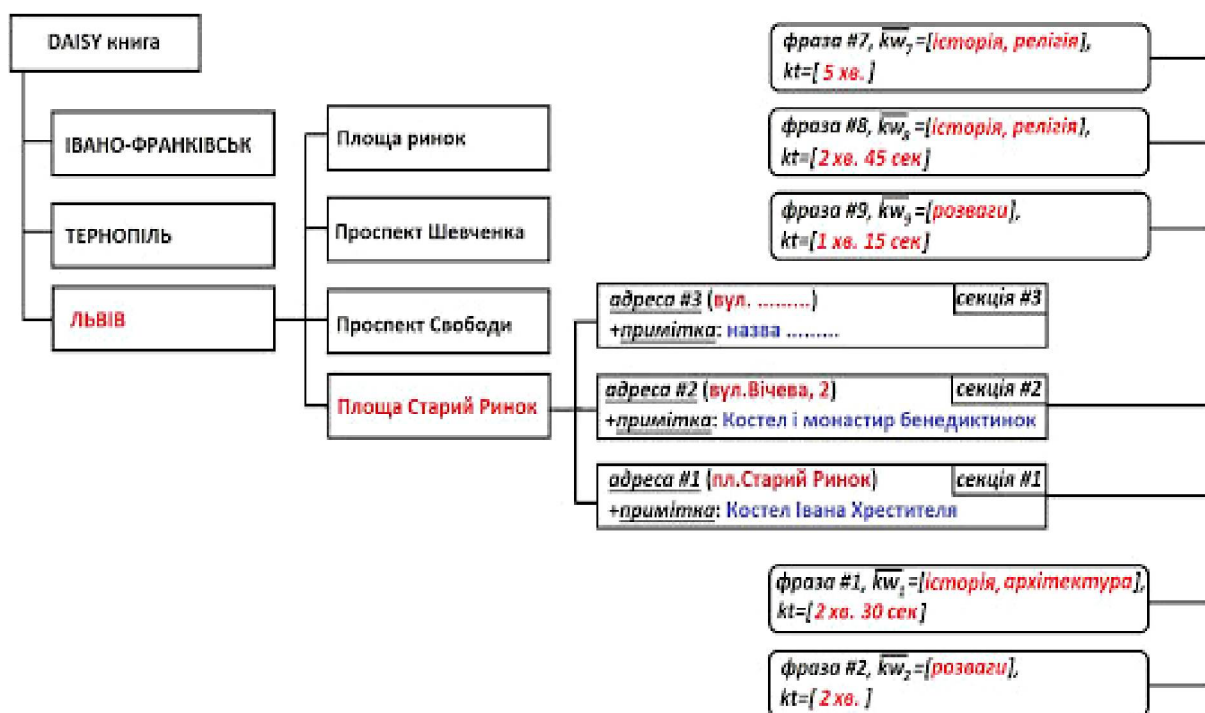 DAISY книга
ІВАНО-ФРАНКІВСЬК
ТЕРНОПІЛЬ
ЛЬВІВ
Площа ринок
Проспект Шевченка
Проспект Свободи
Площа Старий Ринок
фраза #7, kw7=[історія, релігія],
kt=[ 5 хв. ]
фраза #8, kw8=[історія, релігія],
kt=[2 хв. 45 сек]
фраза #9, kw9=[розваги],
kt=[1 хв. 15 сек]
адреса #3 (вул. .........) секція #3
+примітка: назва .........
адреса #2 (вул.Вічева, 2) секція #2
+примітка: Костел і монастир бенедиктинок
адреса #1 (пл.Старий Ринок) секція #1
+примітка: Костел Івана Хрестителя
фраза #1, kw1=[історія, архітектура],
kt=[2 хв. 30 сек]
фраза #2, kw2=[розваги],
kt=[ 2 хв. ]